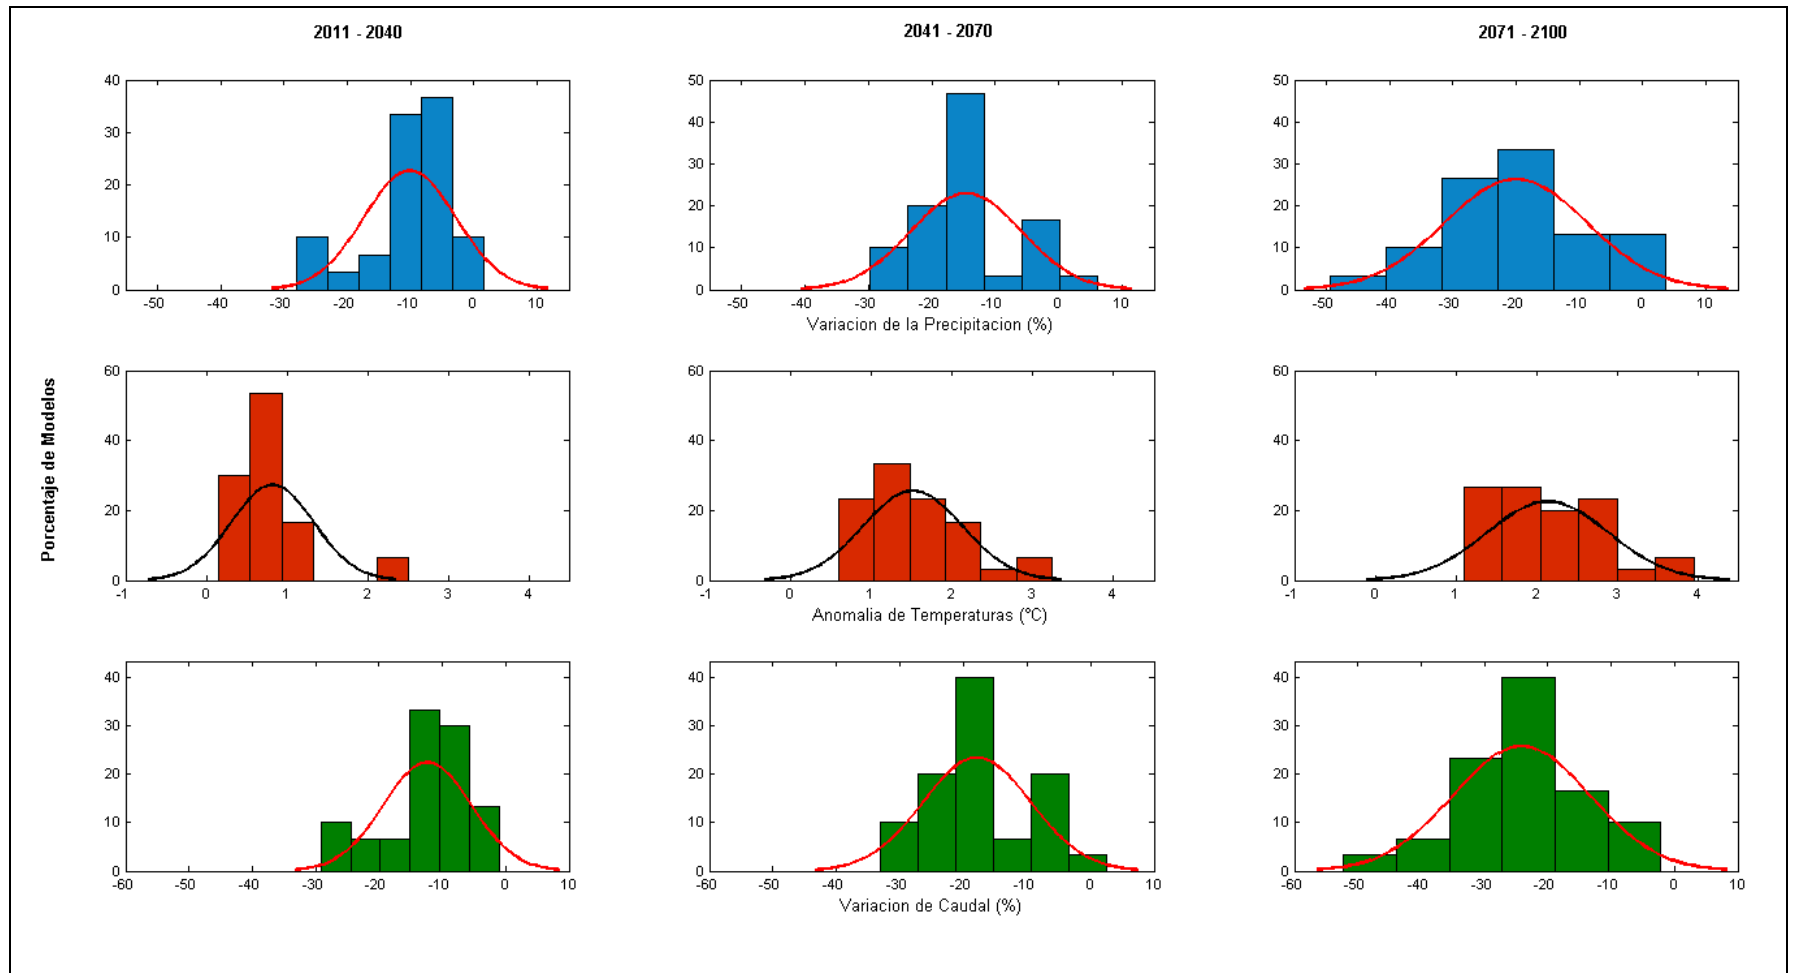 2011 - 2040
2041 - 2070
2071 - 2100
40
30
20
10
0
-50 -40 -30 -20 -10 0 10
50
40
30
20
10
0
-50 -40 -30 -20 -10 0 10
Variacion de la Precipitacion (%)
50
40
30
20
10
0
-50 -40 -30 -20 -10 0 10
Porcentaje de Modelos
60
40
20
0
-1 0 1 2 3 4
60
40
20
0
-1 0 1 2 3 4
Anomalia de Temperaturas (ºC)
60
40
20
0
-1 0 1 2 3 4
40
30
20
10
0
-60 -50 -40 -30 -20 -10 0 10
40
30
20
10
0
-60 -50 -40 -30 -20 -10 0 10
Variacion de Caudal (%)
40
30
20
10
0
-60 -50 -40 -30 -20 -10 0 10